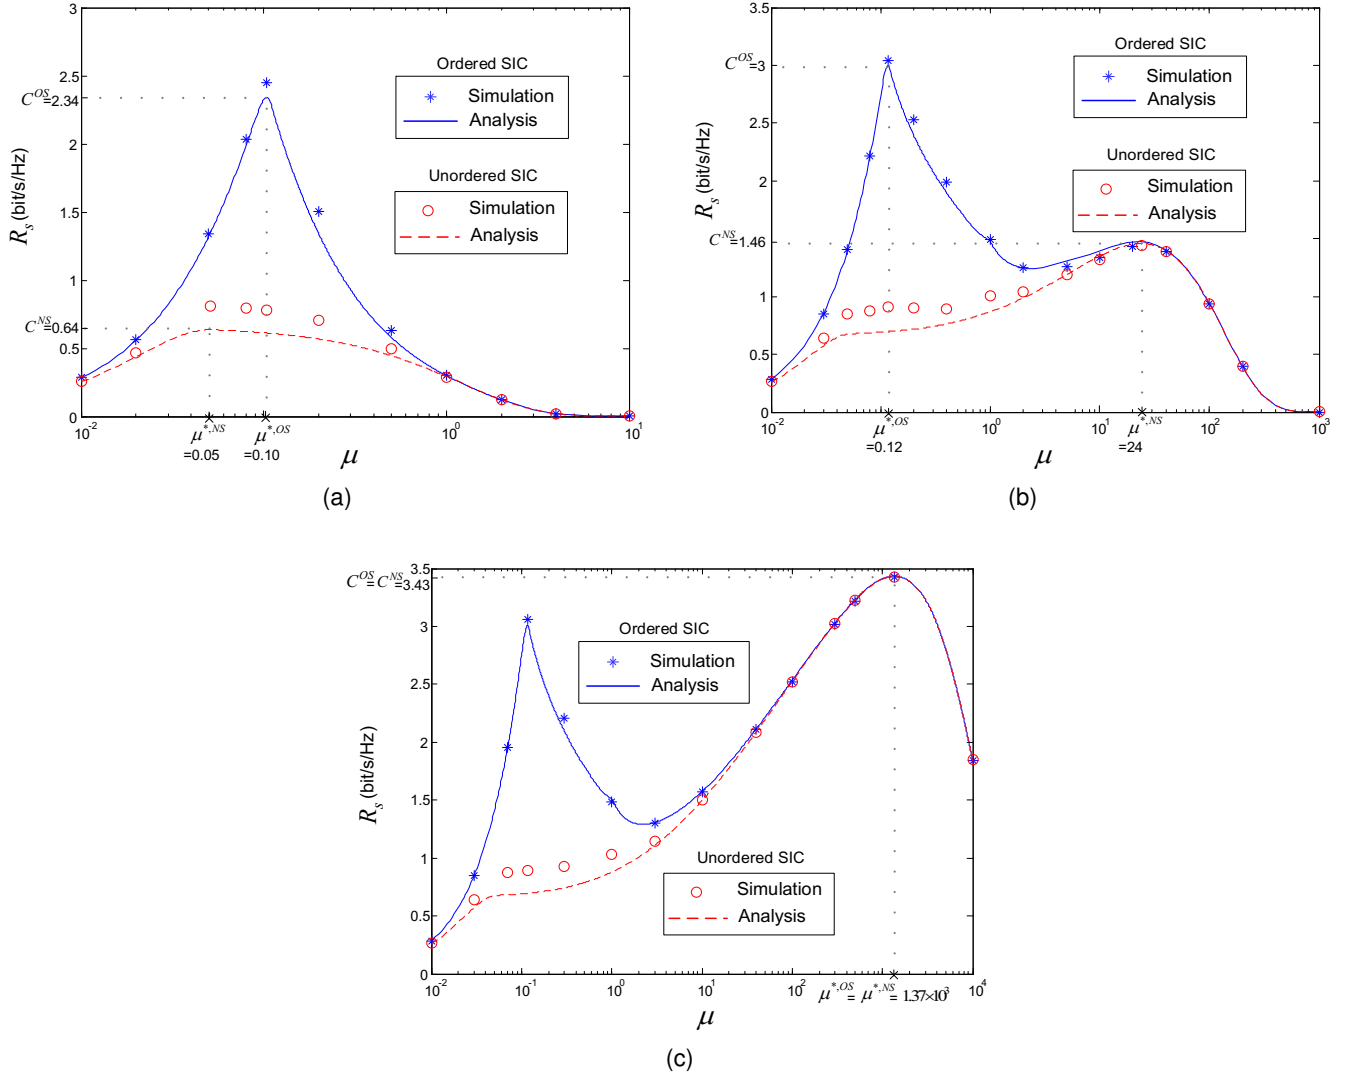 3
2.5
C^OS=2.34
2
1.5
1
C^NS=0.64
0.5
0
R_s (bit/s/Hz)
Ordered SIC
Simulation
Analysis
Unordered SIC
Simulation
Analysis
10^-2
10^0
10^1
μ^*,NS
=0.05
μ^*,OS
=0.10
μ
(a)
3.5
C^OS=3
2.5
2
C^NS=1.46
1
0.5
0
R_s (bit/s/Hz)
Ordered SIC
Simulation
Analysis
Unordered SIC
Simulation
Analysis
10^-2
10^0
10^1
10^2
10^3
μ^*,OS
=0.12
μ
μ^*,NS
=24
(b)
3.5
C^OS=C^NS=3.43
3
2.5
2
1.5
1
0.5
0
R_s (bit/s/Hz)
Ordered SIC
Simulation
Analysis
Unordered SIC
Simulation
Analysis
10^-2
10^-1
10^0
10^1
10^2
10^4
μ^*,OS = μ^*,NS = 1.37×10^3
μ
(c)